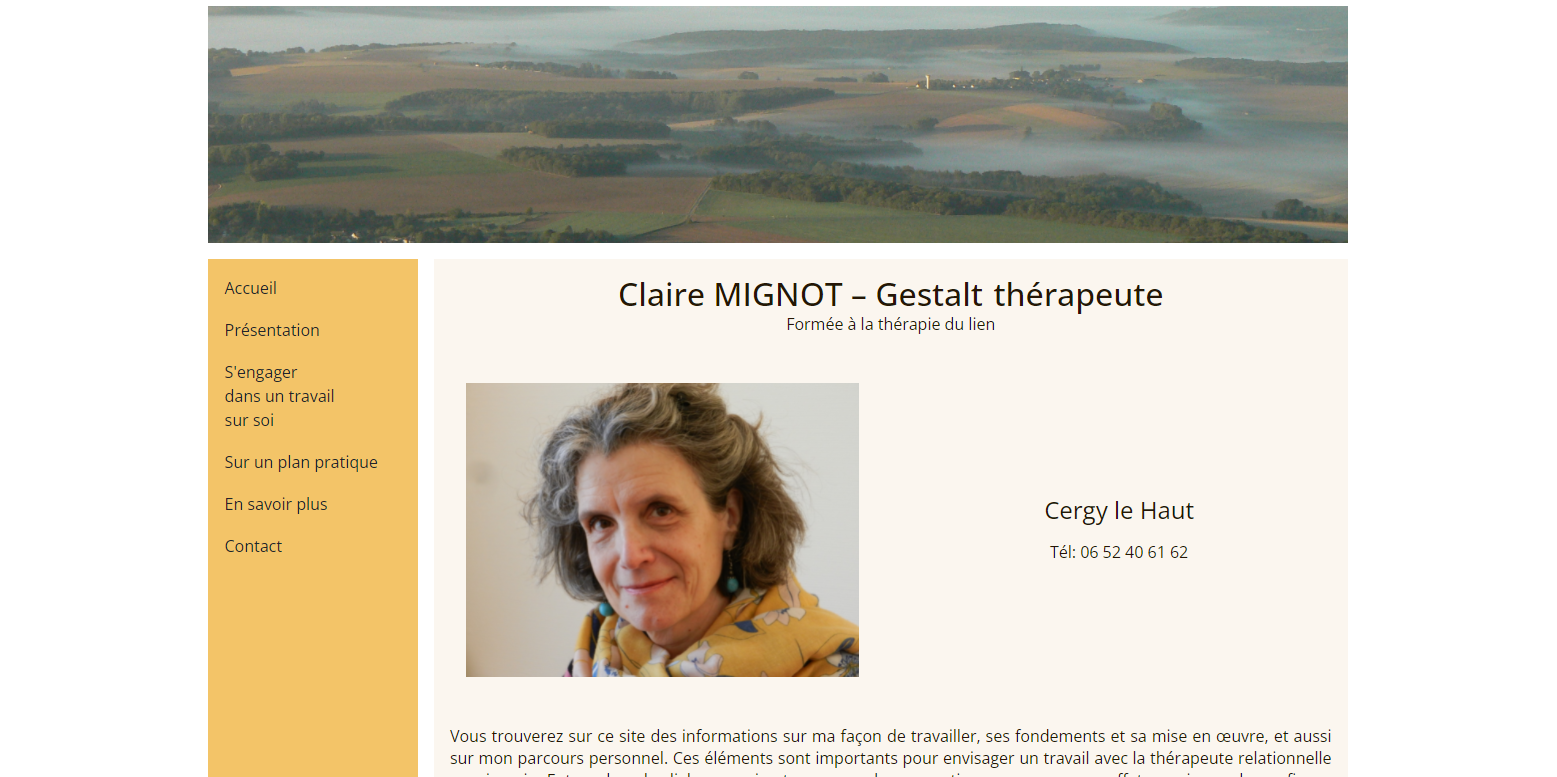 Accueil
Présentation
S'engager
dans un travail
sur soi
Sur un plan pratique
En savoir plus
Contact
Claire MIGNOT – Gestalt thérapeute
Formée à la thérapie du lien
Cergy le Haut
Tél: 06 52 40 61 62
Vous trouverez sur ce site des informations sur ma façon de travailler, ses fondements et sa mise en œuvre, et aussi
sur mon parcours personnel. Ces éléments sont importants pour envisager un travail avec la thérapeute relationnelle